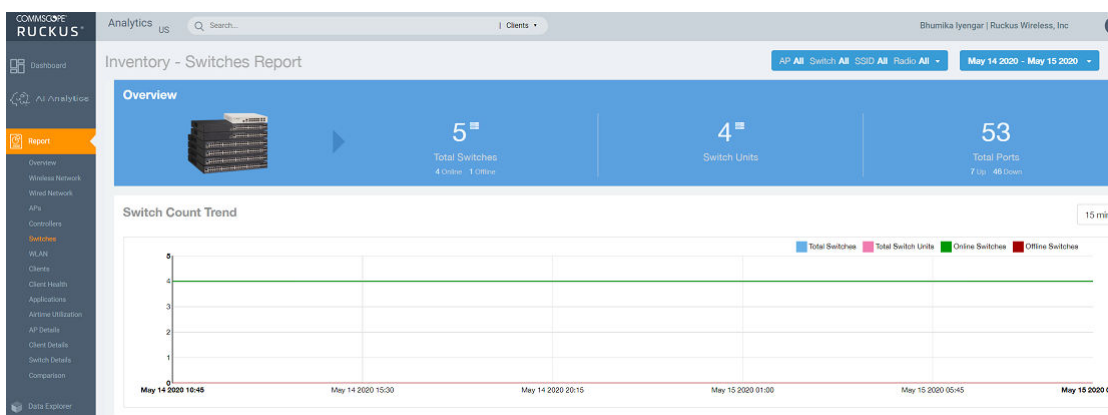 COMMSCOPE
RUCKUS
Analytics US
Search...
| Clients
Bhumika Iyengar | Ruckus Wireless, Inc
Dashboard
AI Analytics
Report
Overview
Wireless Network
Wired Network
APs
Controllers
Switches
WLAN
Clients
Client Health
Applications
Airtime Utilization
AP Details
Client Details
Switch Details
Comparison
Data Explorer
Inventory - Switches Report
AP All Switch All SSID All Radio All
May 14 2020 - May 15 2020
Overview
5
Total Switches
4 Online 1 Offline
4
Switch Units
53
Total Ports
7 Up 46 Down
Switch Count Trend
15 min
Total Switches Total Switch Units Online Switches Offline Switches
5
4
3
2
1
0
May 14 2020 10:45 May 14 2020 15:30 May 14 2020 20:15 May 15 2020 01:00 May 15 2020 05:45 May 15 2020